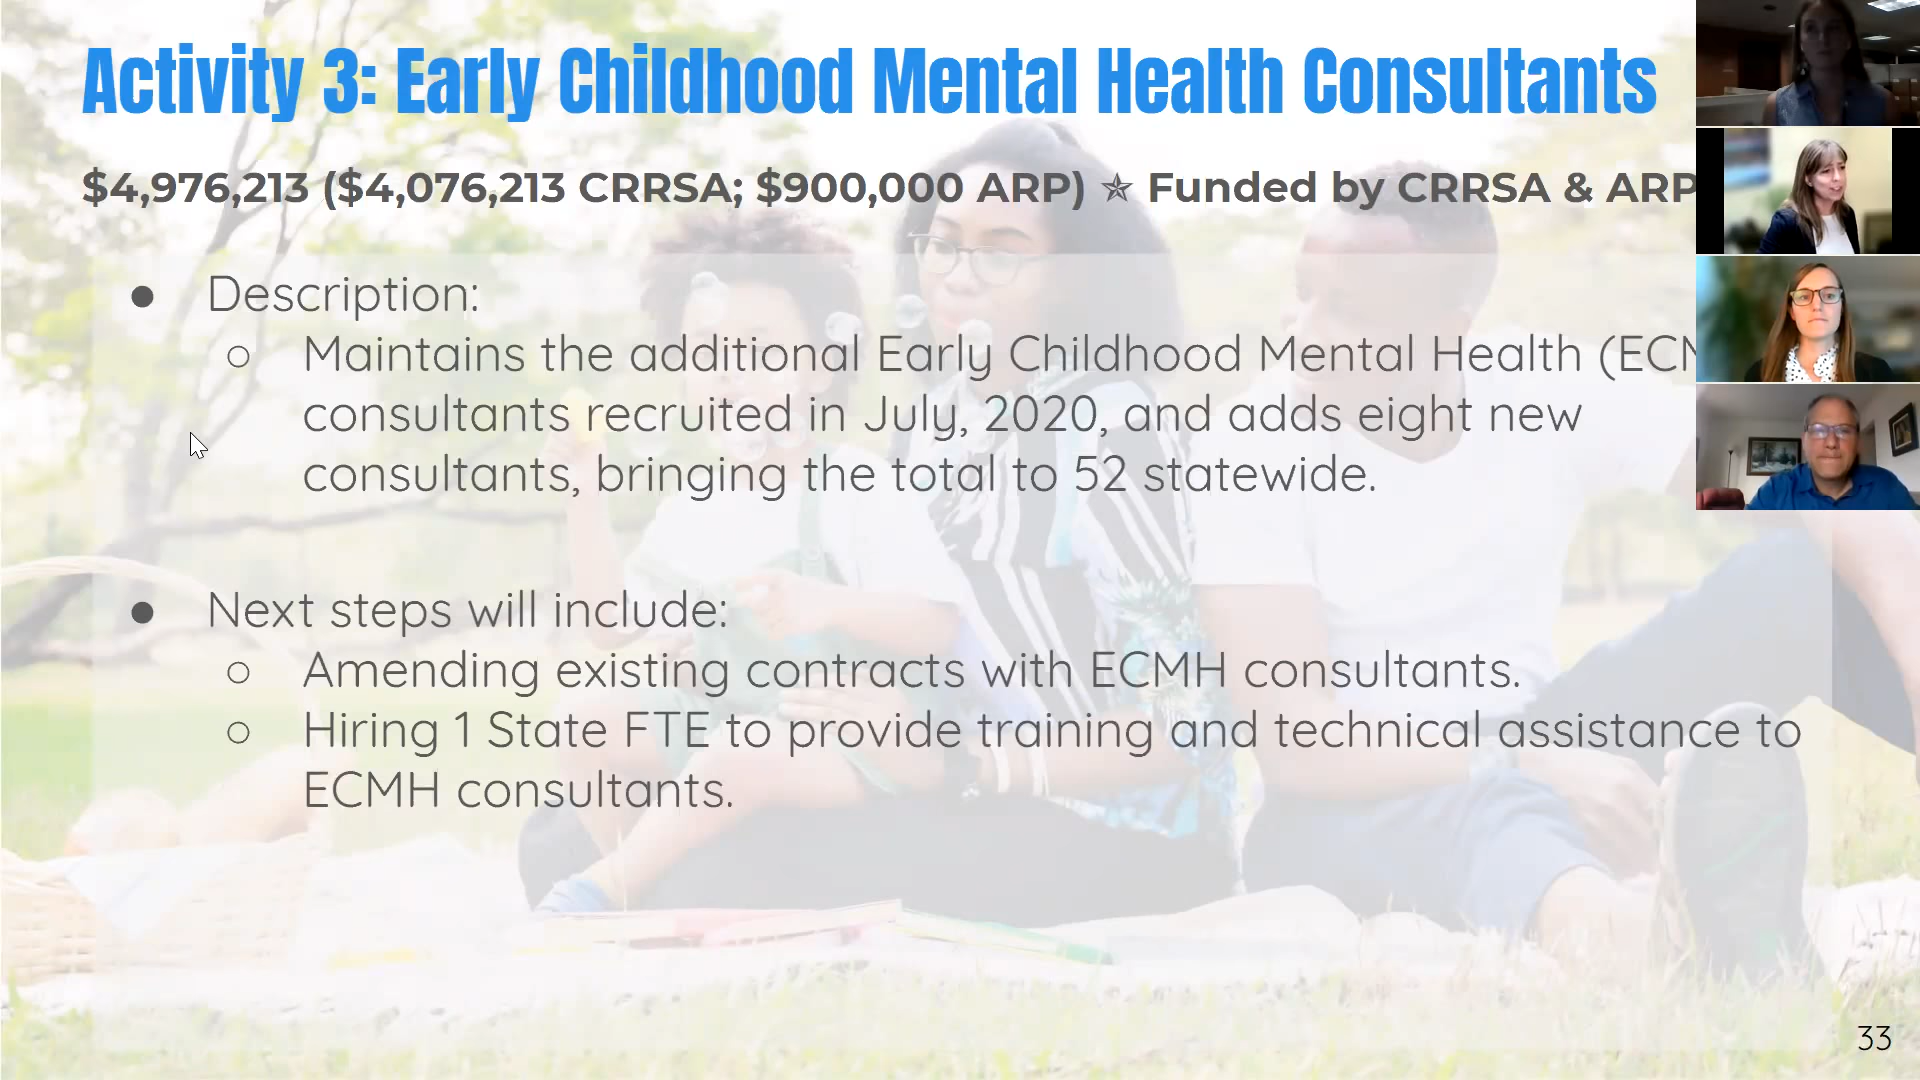 Activity 3: Early Childhood Mental Health Consultants
$4,976,213 ($4,076,213 CRRSA; $900,000 ARP) ✯ Funded by CRRSA & ARP
● Description:
○ Maintains the additional Early Childhood Mental Health
consultants recruited in July, 2020, and adds eight new
consultants, bringing the total to 52 statewide.
● Next steps will include:
○ Amending existing contracts with ECMH consultants.
○ Hiring 1 State FTE to provide training and technical assistance to
ECMH consultants.
33